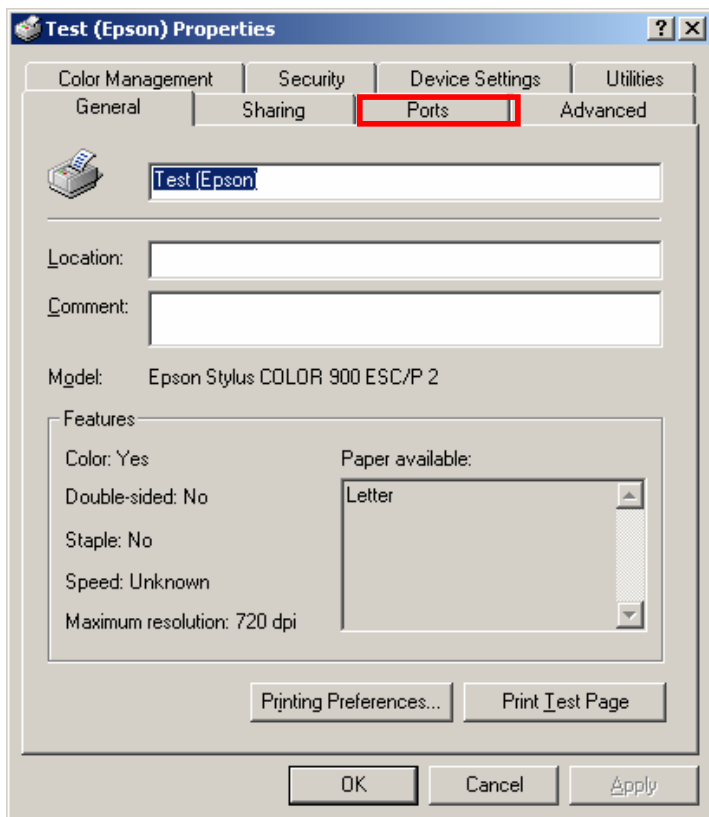 Test (Epson) Properties
Color Management Security Device Settings Utilities
General Sharing Ports Advanced
Test (Epson)
Location:
Comment:
Model: Epson Stylus COLOR 900 ESC/P 2
Features
Color: Yes Paper available:
Double-sided: No Letter
Staple: No
Speed: Unknown
Maximum resolution: 720 dpi
Printing Preferences... Print Test Page
OK Cancel Apply